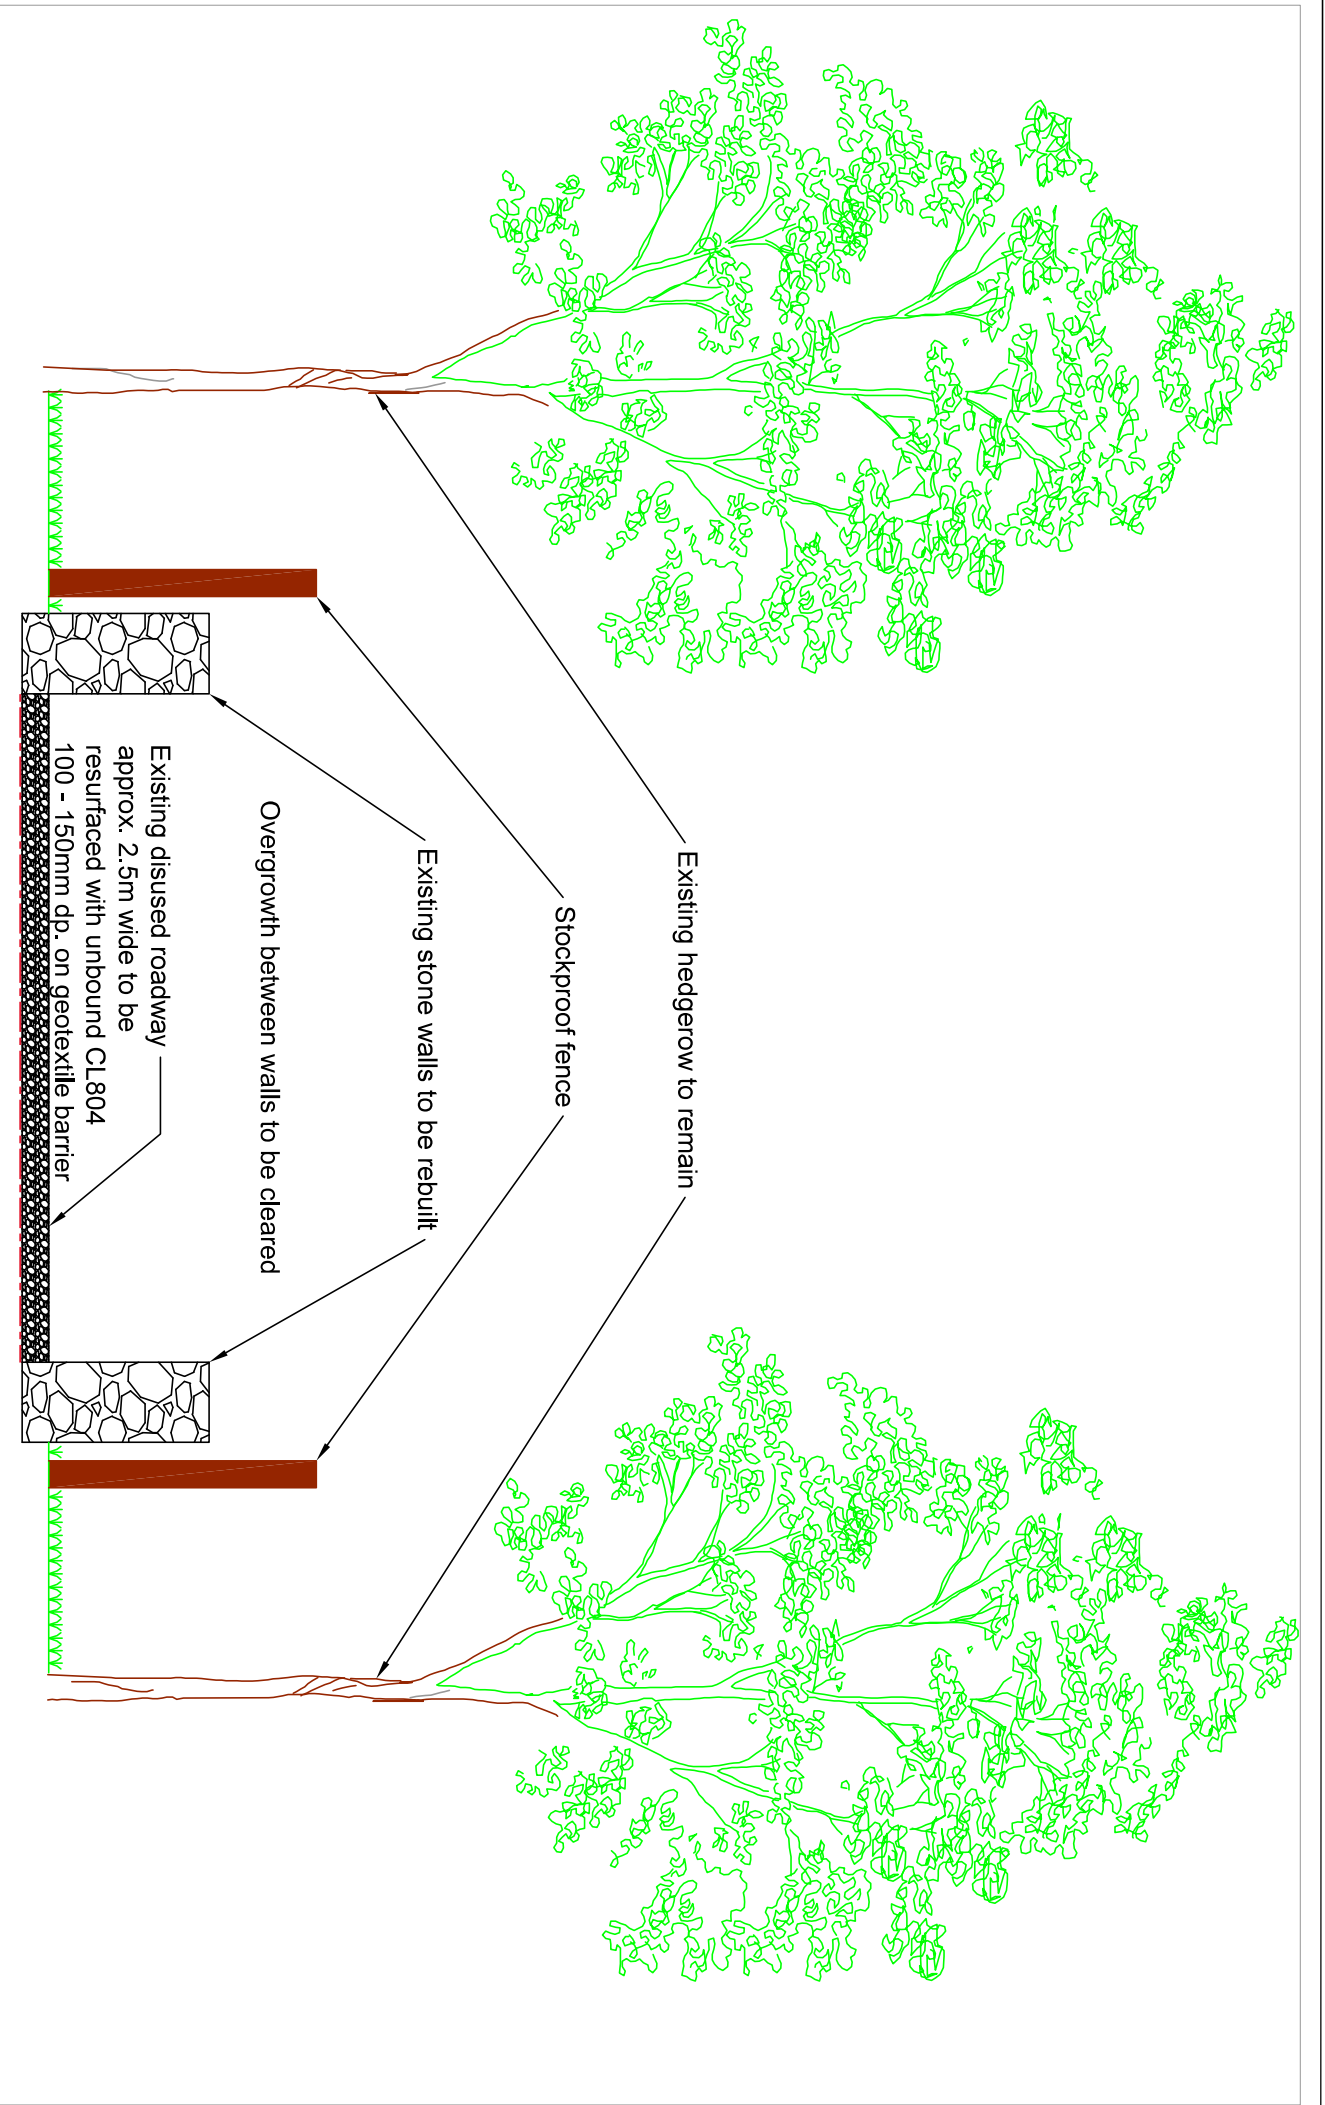 Existing hedgerow to remain
Stockproof fence
Existing stone walls to be rebuilt
Overgrowth between walls to be cleared
Existing disused roadway
approx. 2.5m wide to be
resurfaced with unbound CL804
100 - 150mm dp. on geotextile barrier